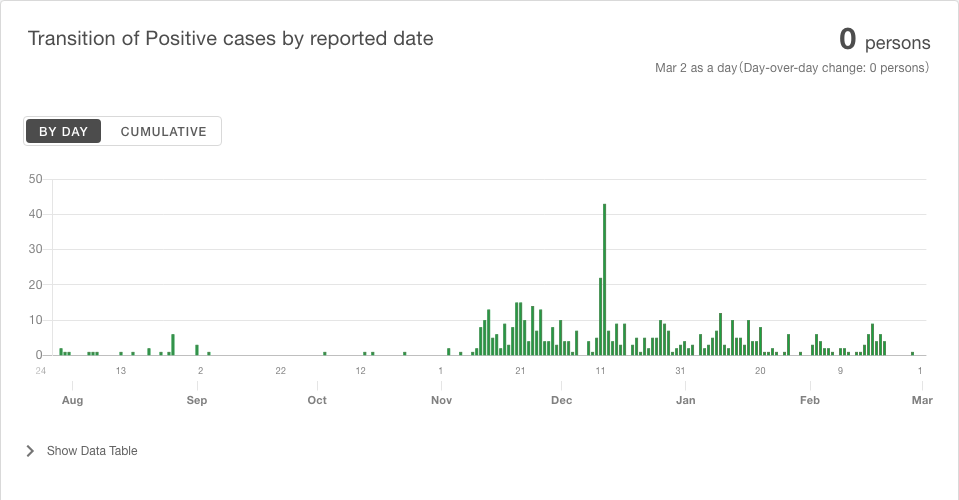 Transition of Positive cases by reported date
0 persons
Mar 2 as a day(Day-over-day change: 0 persons)
BY DAY CUMULATIVE
50
40
30
20
10
0
24 13 2 22 12 1 21 11 31 20 9 1
Aug Sep Oct Nov Dec Jan Feb Mar
Show Data Table